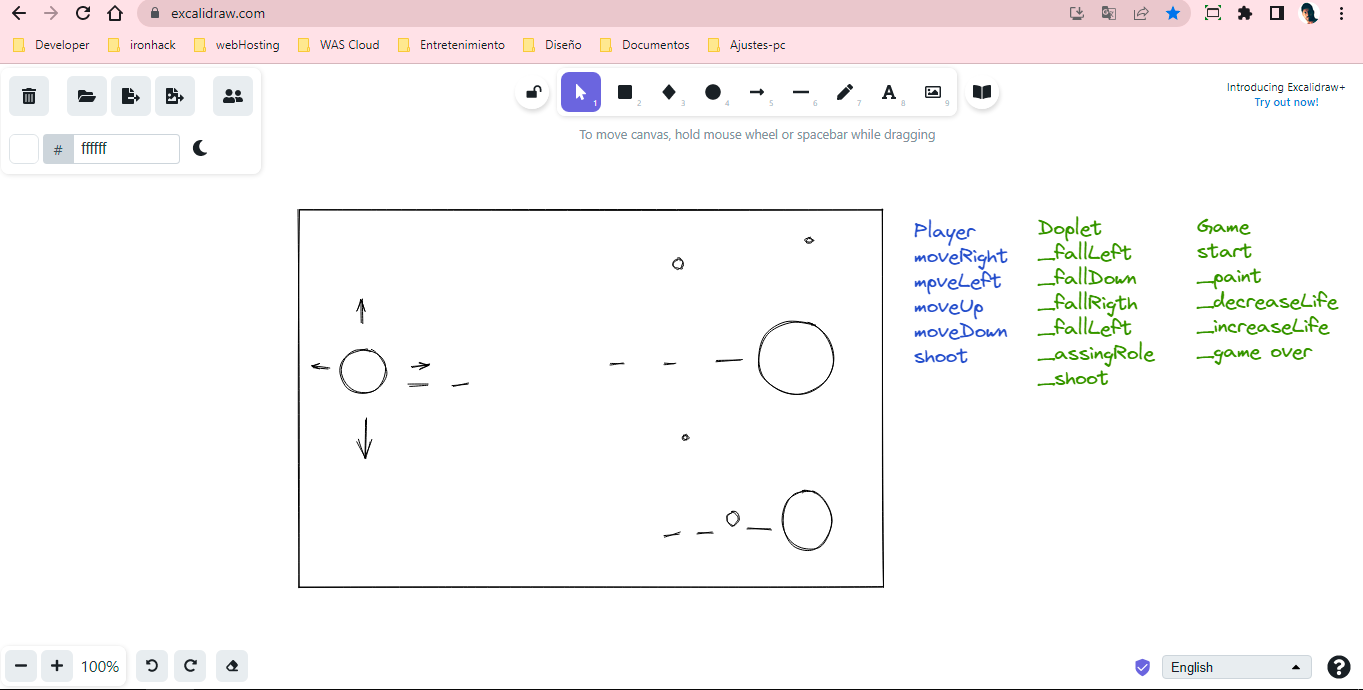 excalidraw.com
Developer
ironhack
webHosting
WAS Cloud
Entretenimiento
Diseño
Documentos
Ajustes-pc
1
2
3
4
5
6
7
A
8
9
Introducing Excalidraw+
Try out now!
To move canvas, hold mouse wheel or spacebar while dragging
# ffffff
Player
moveRight
mpveLeft
moveUp
moveDown
shoot
Doplet
_fallLeft
_fallDown
_fallRigth
_fallLeft
_assingRole
_shoot
Game
start
_paint
_decreaseLife
_increaseLife
_game over
100%
English
?